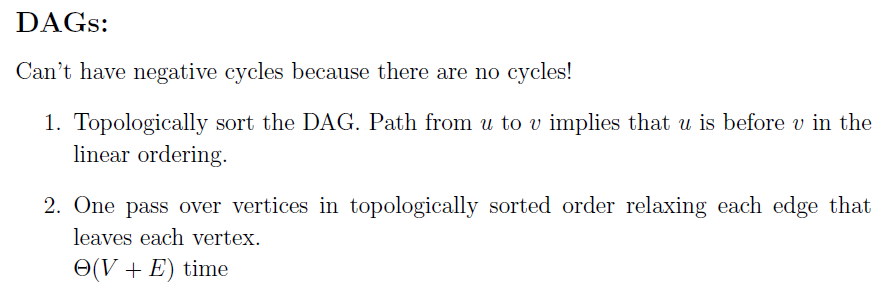 DAGs:
Can't have negative cycles because there are no cycles!
1. Topologically sort the DAG. Path from u to v implies that u is before v in the
linear ordering.
2. One pass over vertices in topologically sorted order relaxing each edge that
leaves each vertex.
Θ(V + E) time